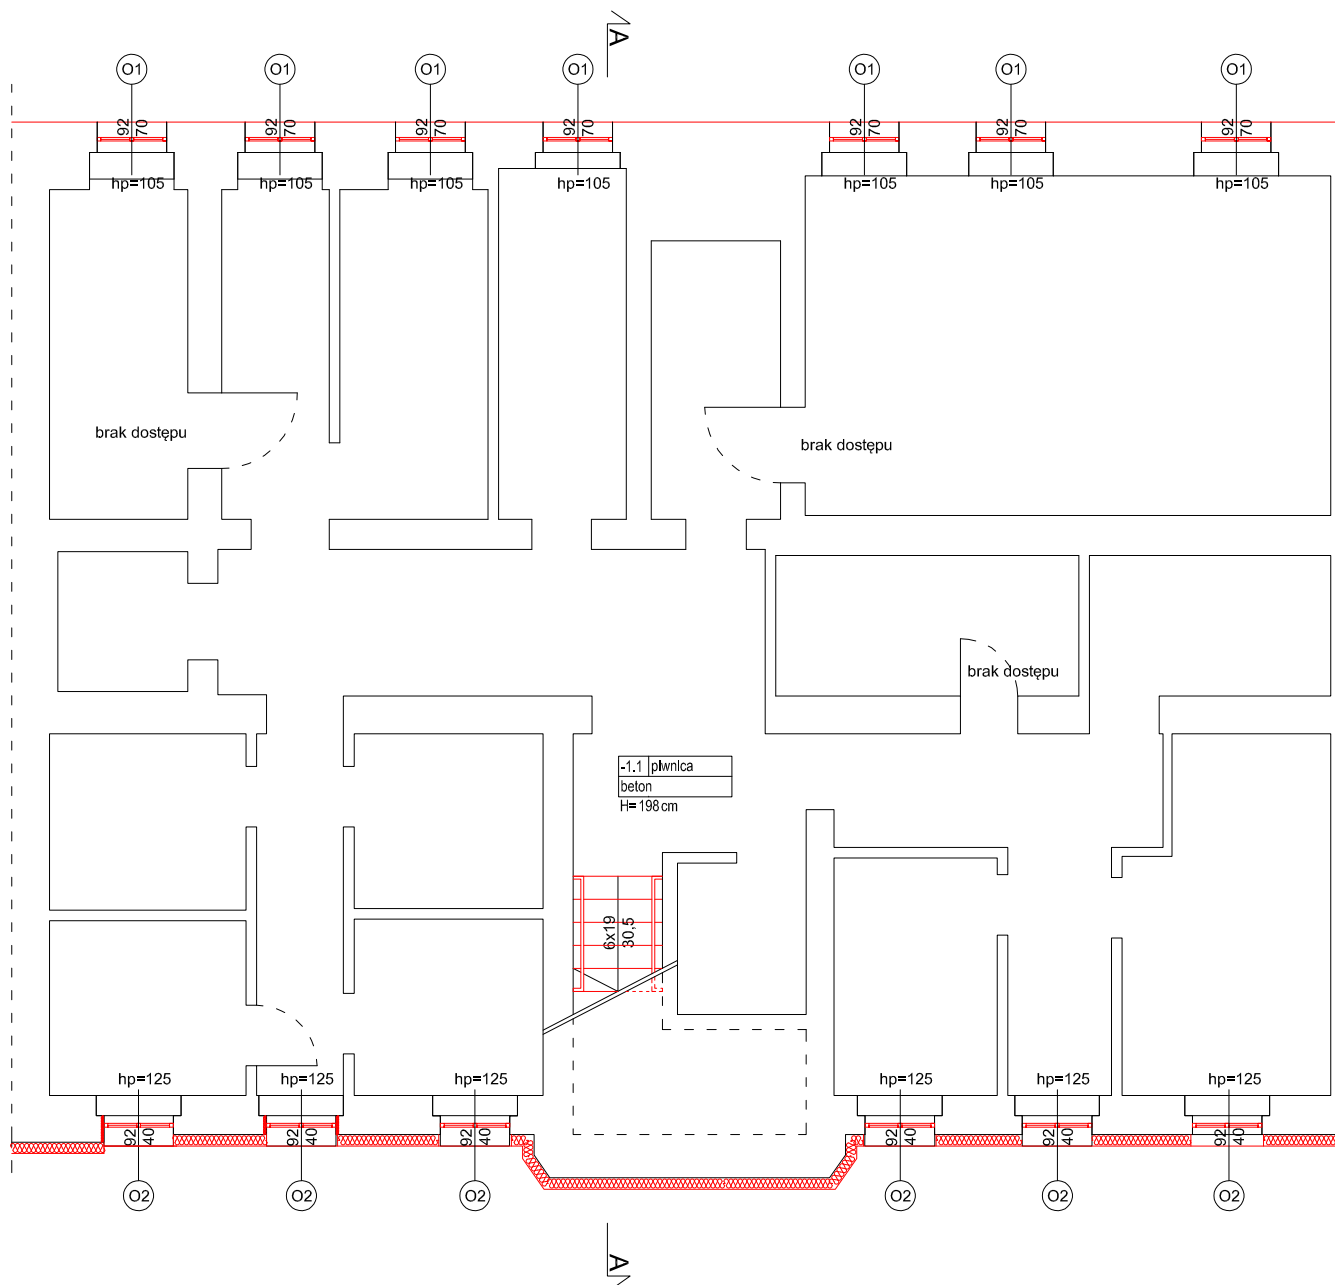 A
O1 O1 O1 O1 O1 O1 O1
92 92 92 92 92 92 92
70 70 70 70 70 70 70
hp=105 hp=105 hp=105 hp=105 hp=105 hp=105 hp=105
brak dostępu
brak dostępu
brak dostępu
-1.1 piwnica
beton
H=198cm
6x19
30,5
hp=125 hp=125 hp=125 hp=125 hp=125 hp=125
92 92 92 92 92 92
40 40 40 40 40 40
O2 O2 O2 O2 O2 O2
A